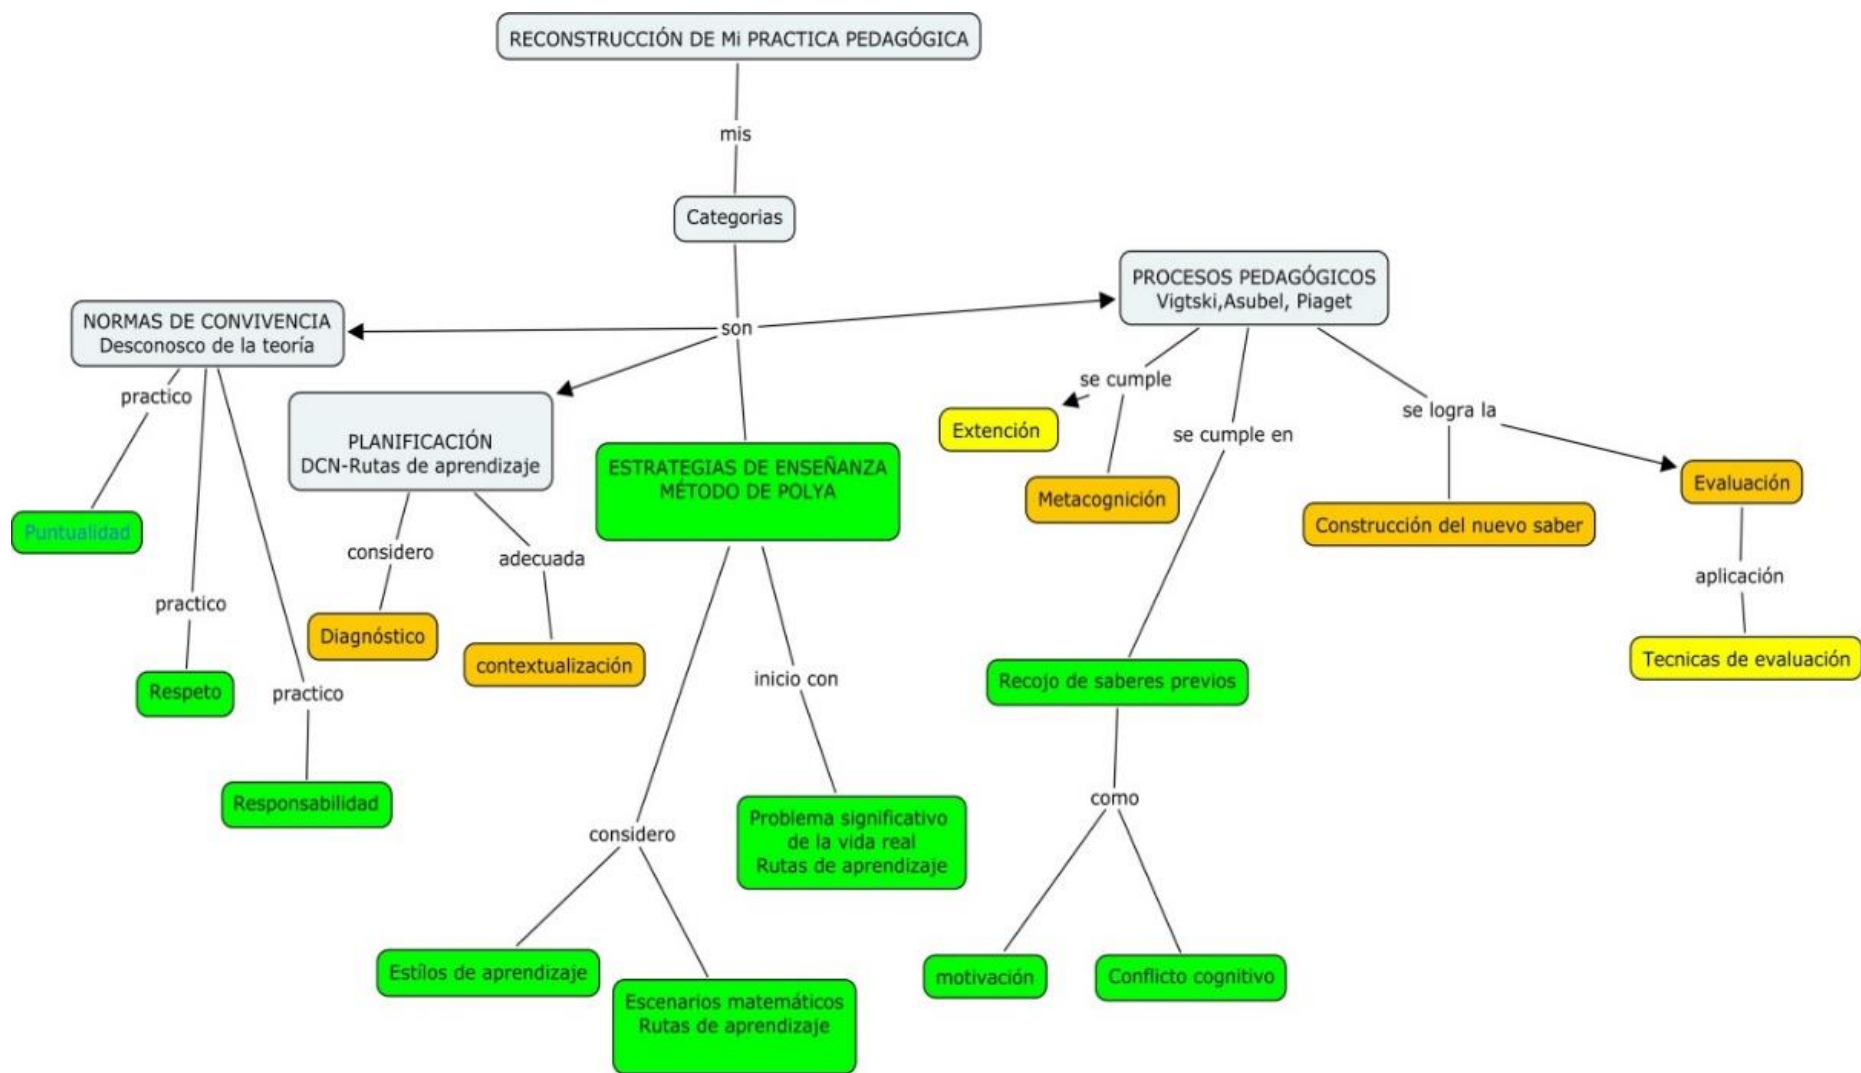 RECONSTRUCCIÓN DE Mi PRACTICA PEDAGÓGICA
mis
Categorias
son
NORMAS DE CONVIVENCIA
Desconosco de la teoría
practico
Puntualidad
practico
Respeto
practico
Responsabilidad
PLANIFICACIÓN
DCN-Rutas de aprendizaje
considero
Diagnóstico
adecuada
contextualización
ESTRATEGIAS DE ENSEÑANZA
MÉTODO DE POLYA
considero
Estílos de aprendizaje
Escenarios matemáticos
Rutas de aprendizaje
inicio con
Problema significativo
de la vida real
Rutas de aprendizaje
PROCESOS PEDAGÓGICOS
Vigtski,Asubel, Piaget
se cumple
Extención
Metacognición
se cumple en
Recojo de saberes previos
como
motivación
Conflicto cognitivo
se logra la
Construcción del nuevo saber
Evaluación
aplicación
Tecnicas de evaluación